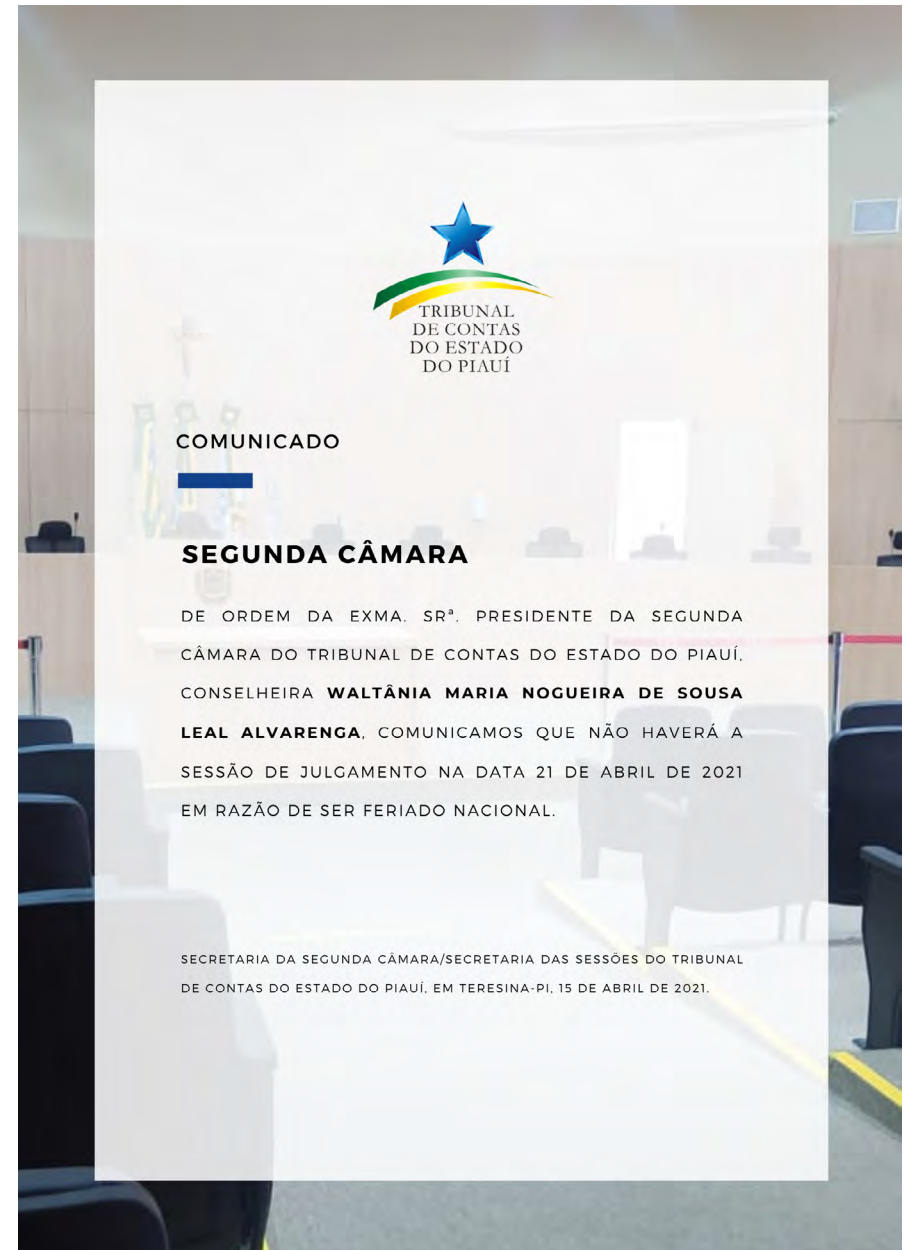 TRIBUNAL
DE CONTAS
DO ESTADO
DO PIAUÍ
COMUNICADO
SEGUNDA CÂMARA
DE ORDEM DA EXMA. SRª. PRESIDENTE DA SEGUNDA
CÂMARA DO TRIBUNAL DE CONTAS DO ESTADO DO PIAUÍ,
CONSELHEIRA WALTÂNIA MARIA NOGUEIRA DE SOUSA
LEAL ALVARENGA, COMUNICAMOS QUE NÃO HAVERÁ A
SESSÃO DE JULGAMENTO NA DATA 21 DE ABRIL DE 2021
EM RAZÃO DE SER FERIADO NACIONAL.
SECRETARIA DA SEGUNDA CÂMARA/SECRETARIA DAS SESSÕES DO TRIBUNAL
DE CONTAS DO ESTADO DO PIAUÍ, EM TERESINA-PI, 15 DE ABRIL DE 2021.